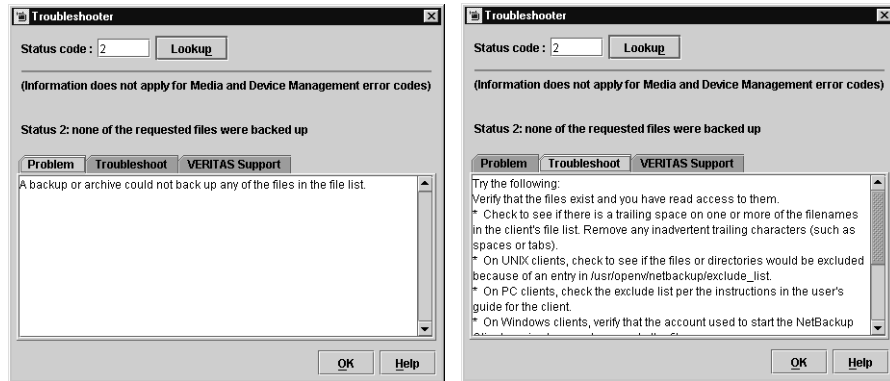 Troubleshooter
Status code : 2 Lookup
(Information does not apply for Media and Device Management error codes)
Status 2: none of the requested files were backed up
Problem Troubleshoot VERITAS Support
A backup or archive could not back up any of the files in the file list.
OK Help
Troubleshooter
Status code : 2 Lookup
(Information does not apply for Media and Device Management error codes)
Status 2: none of the requested files were backed up
Problem Troubleshoot VERITAS Support
Try the following:
Verify that the files exist and you have read access to them.
* Check to see if there is a trailing space on one or more of the filenames
in the client's file list. Remove any inadvertent trailing characters (such as
spaces or tabs).
* On UNIX clients, check to see if the files or directories would be excluded
because of an entry in /usr/openv/netbackup/exclude_list.
* On PC clients, check the exclude list per the instructions in the user's
guide for the client.
* On Windows clients, verify that the account used to start the NetBackup
OK Help